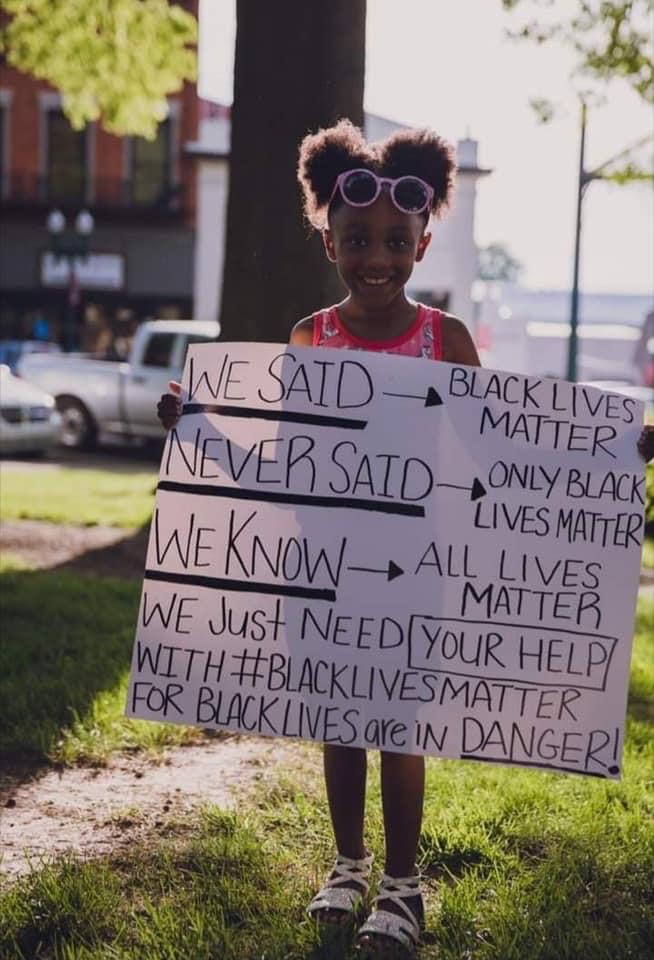 WE SAID → BLACK LIVES
MATTER
NEVER SAID → ONLY BLACK
LIVES MATTER
WE KNOW → ALL LIVES
MATTER
WE JUSt NEED YOUR HELP
WITH #BLACKLIVESMATTER
FOR BLACK LIVES are in DANGER!